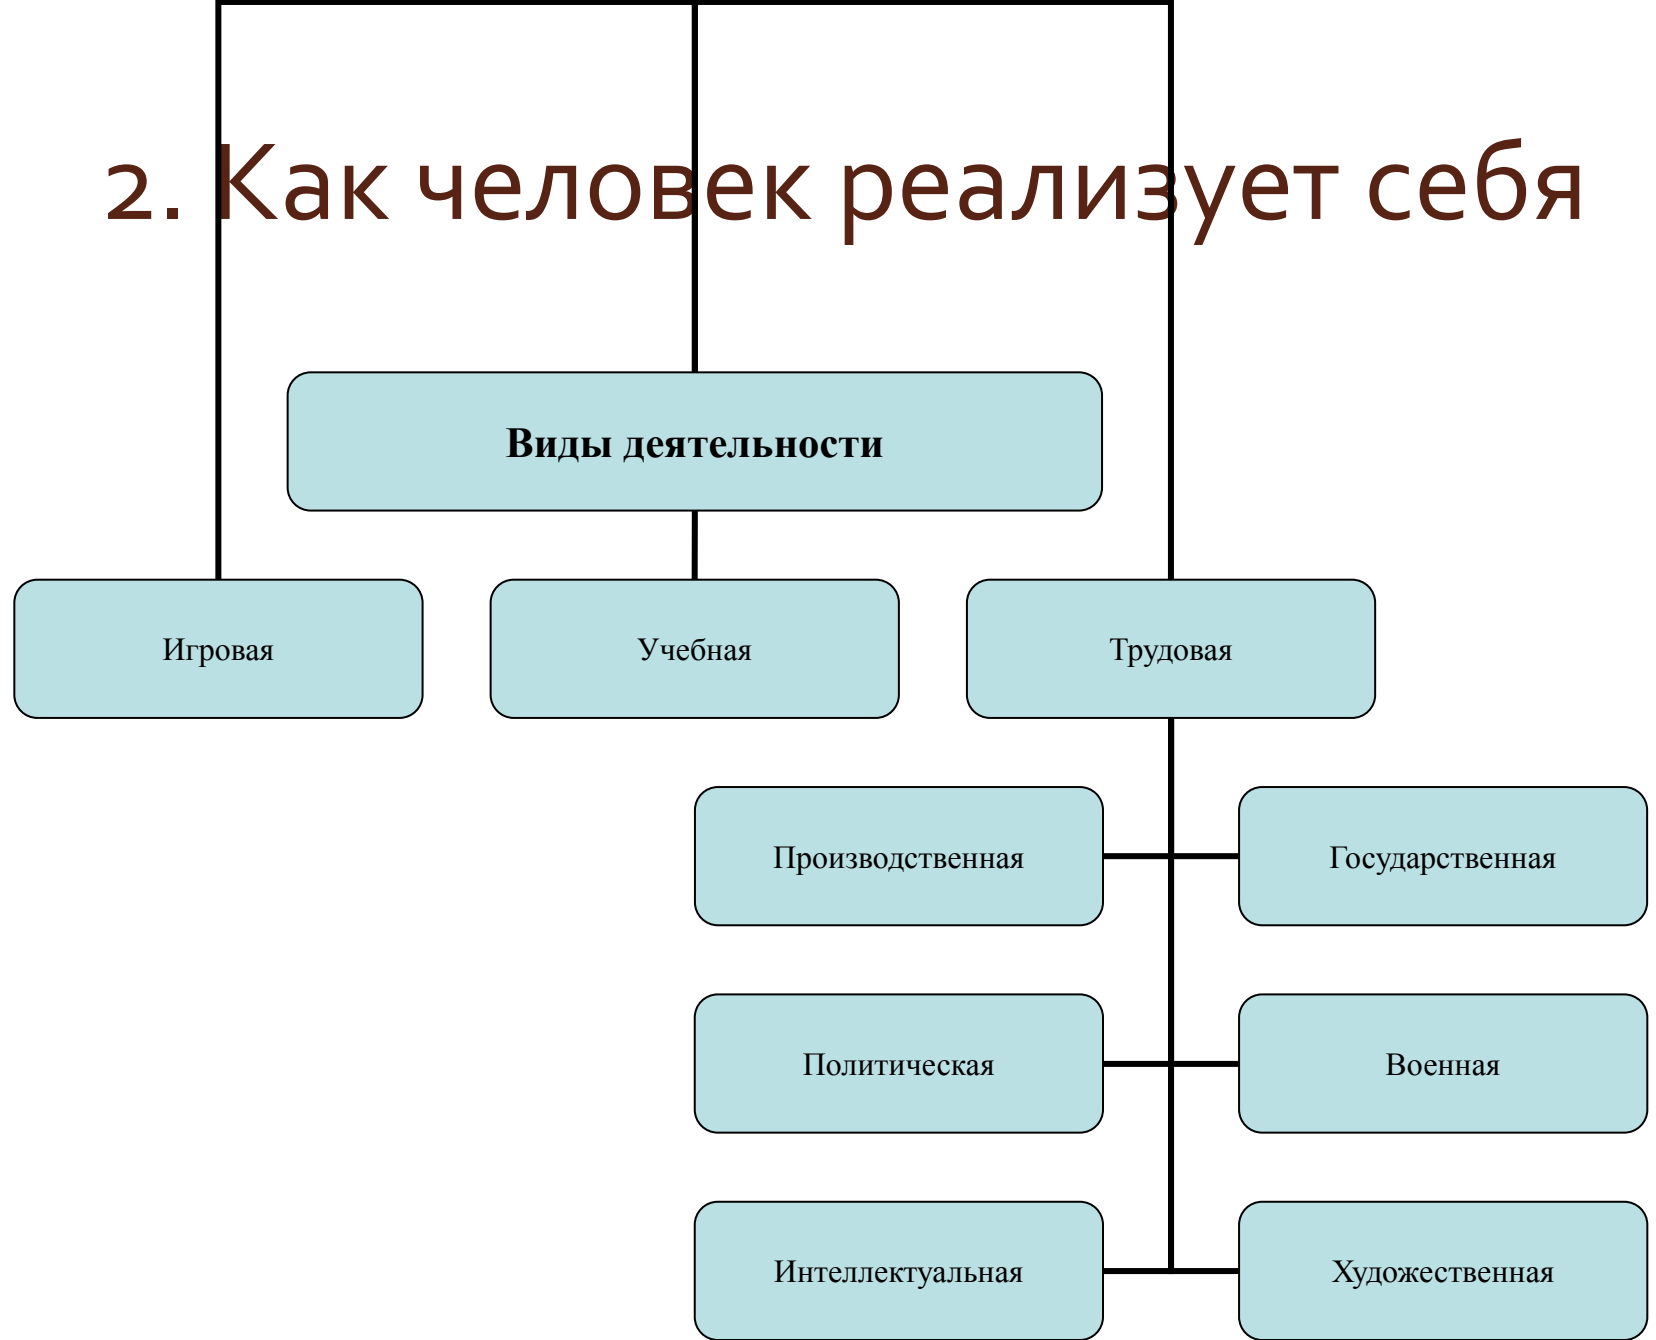 2. Как человек реализует себя
Виды деятельности
Игровая
Учебная
Трудовая
Производственная
Государственная
Политическая
Военная
Интеллектуальная
Художественная